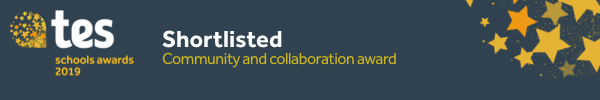 tes
schools awards
2019
Shortlisted
Community and collaboration award